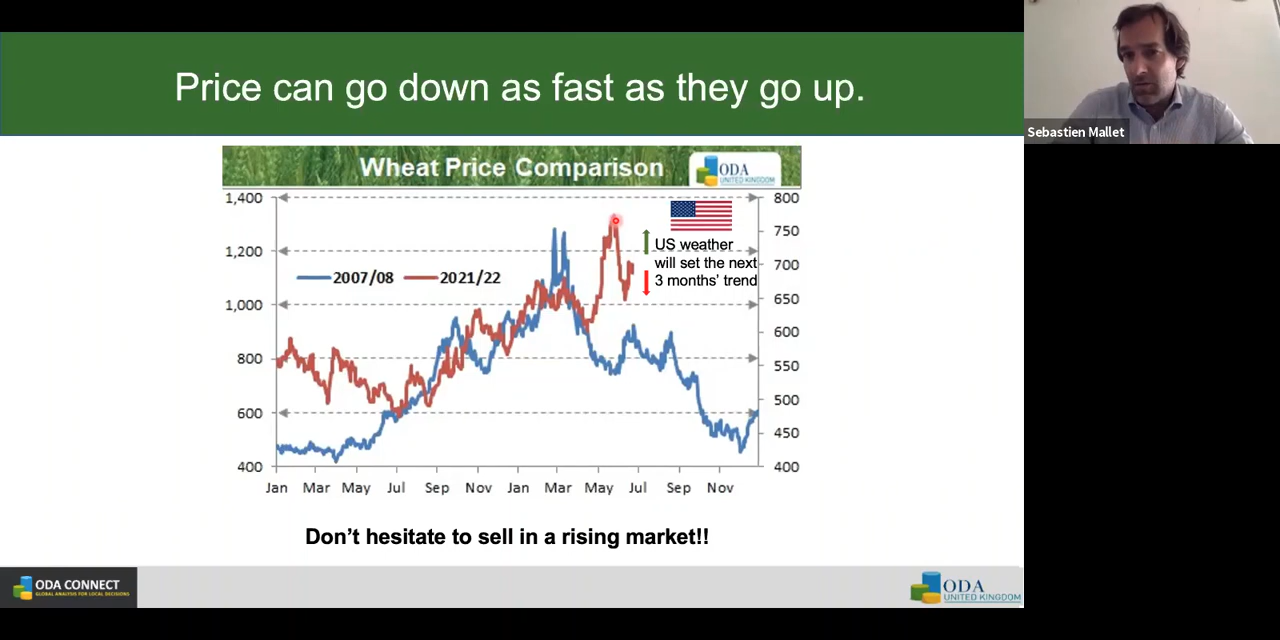 Price can go down as fast as they go up.
Sebastien Mallet
Wheat Price Comparison
ODA
UNITED KINGDOM
1,400
1,200
1,000
800
600
400
800
750
700
650
600
550
500
450
400
2007/08
2021/22
US weather
will set the next
3 months' trend
Jan Mar May Jul Sep Nov Jan Mar May Jul Sep Nov
Don't hesitate to sell in a rising market!!
ODA CONNECT
GLOBAL ANALYSIS FOR LOCAL DECISIONS
ODA
UNITED KINGDOM